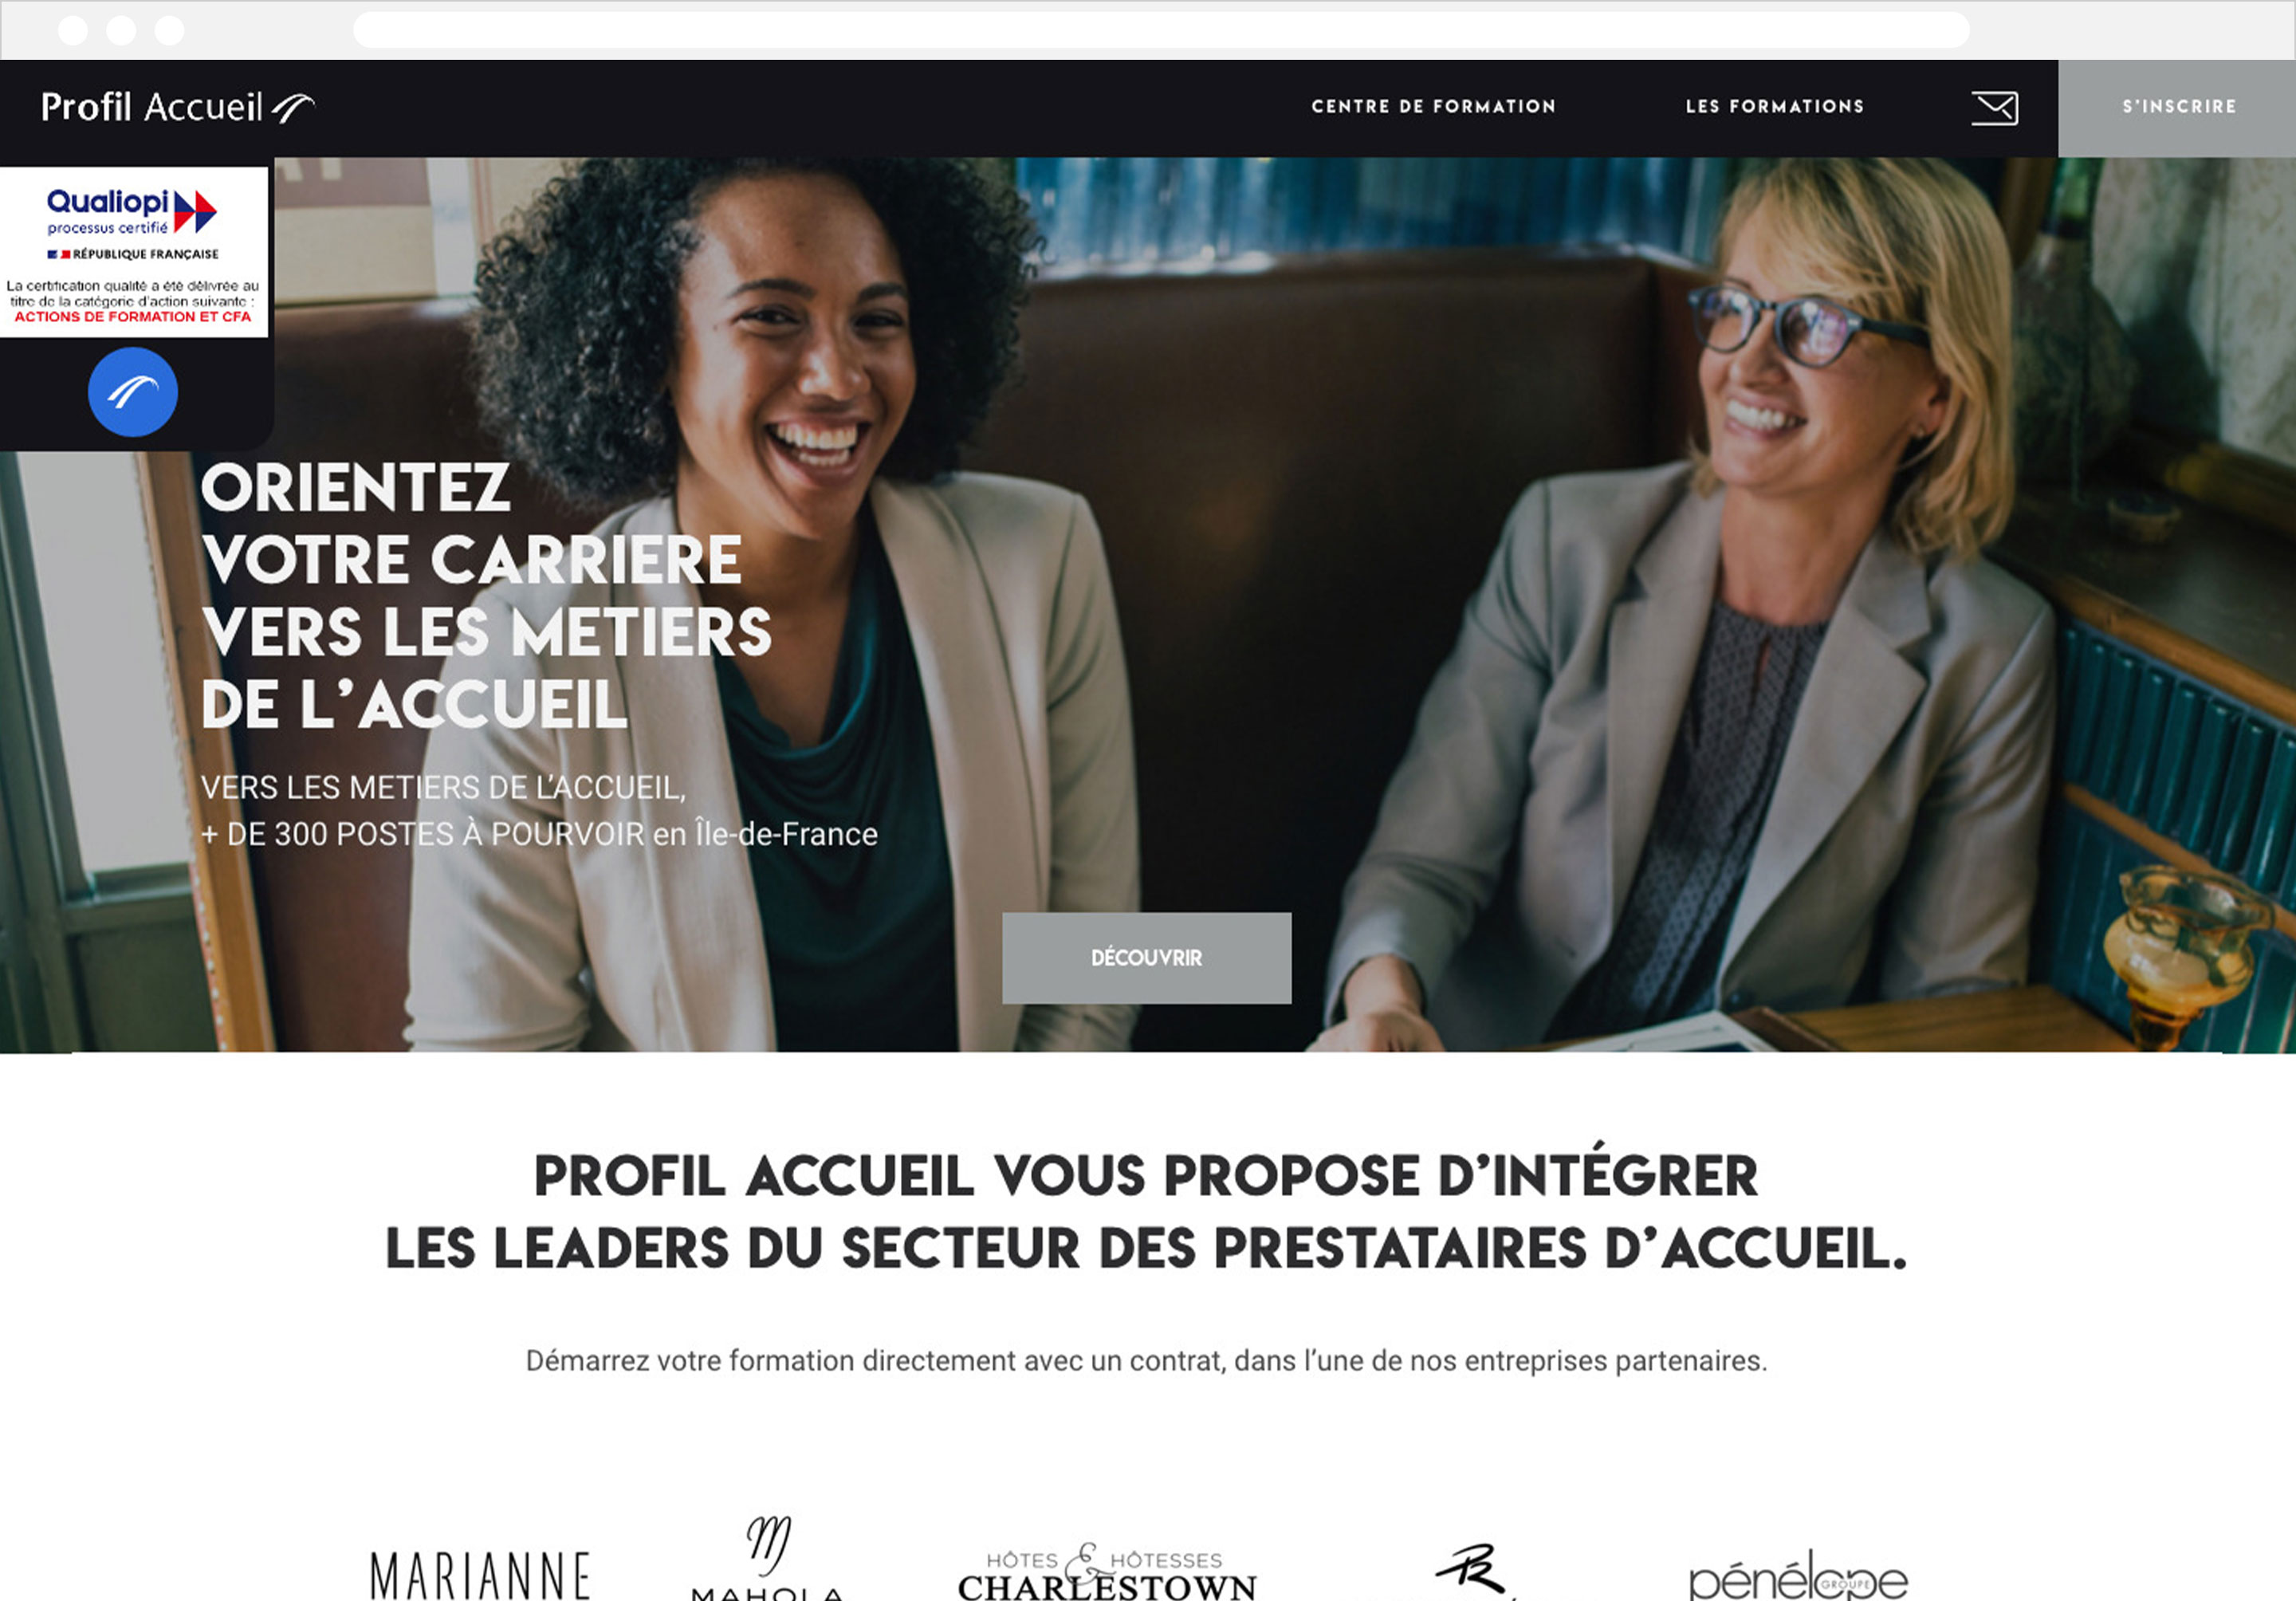 Profil Accueil
CENTRE DE FORMATION
LES FORMATIONS
S'INSCRIRE
Qualiopi
processus certifié
RÉPUBLIQUE FRANÇAISE
La certification qualité a été délivrée au
titre de la catégorie d'action suivante :
ACTIONS DE FORMATION ET CFA
ORIENTEZ
VOTRE CARRIERE
VERS LES METIERS
DE L'ACCUEIL
VERS LES METIERS DE L'ACCUEIL,
+ DE 300 POSTES À POURVOIR en Île-de-France
DÉCOUVRIR
PROFIL ACCUEIL VOUS PROPOSE D'INTÉGRER
LES LEADERS DU SECTEUR DES PRESTATAIRES D'ACCUEIL.
Démarrez votre formation directement avec un contrat, dans l'une de nos entreprises partenaires.
MARIANNE
MAHOLA
HÔTES & HÔTESSES
CHARLESTOWN
pénélope
GROUPE